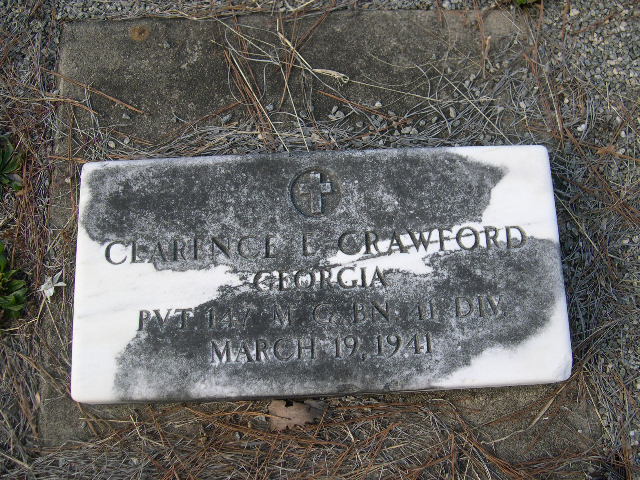 CLARENCE E CRAWFORD
GEORGIA
PVT 147 M G BN 41 DIV
MARCH 19, 1941